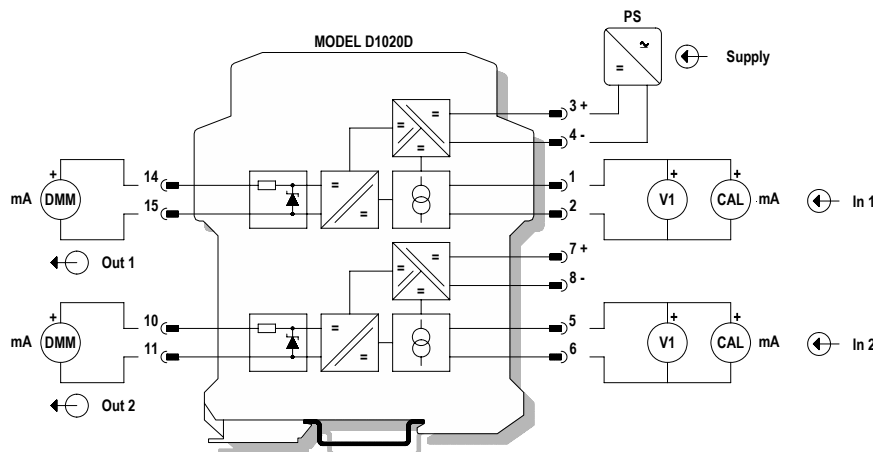 PS
MODEL D1020D
Supply
3 +
4 -
14
1
mA
DMM
V1
CAL
mA
In 1
15
2
7 +
Out 1
8 -
10
5
mA
DMM
V1
CAL
mA
In 2
11
6
Out 2